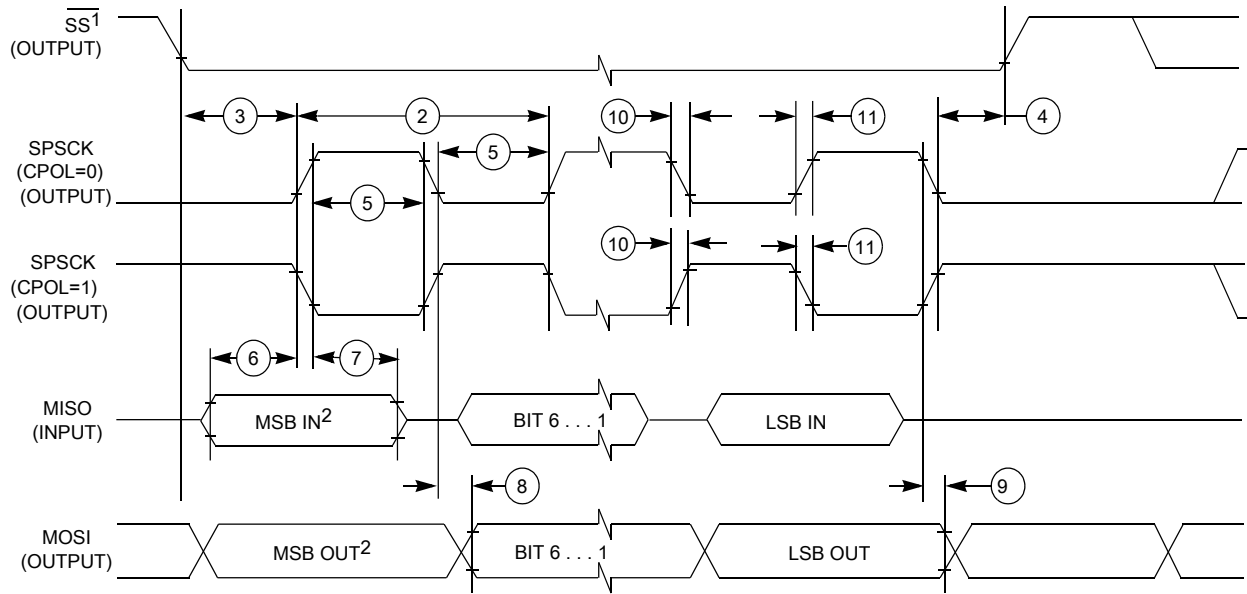 SS1
(OUTPUT)
3
2
10
11
4
SPSCK
(CPOL=0)
(OUTPUT)
5
5
SPSCK
(CPOL=1)
(OUTPUT)
10
11
6
7
MISO
(INPUT)
MSB IN2
BIT 6 . . . 1
LSB IN
8
9
MOSI
(OUTPUT)
MSB OUT2
BIT 6 . . . 1
LSB OUT